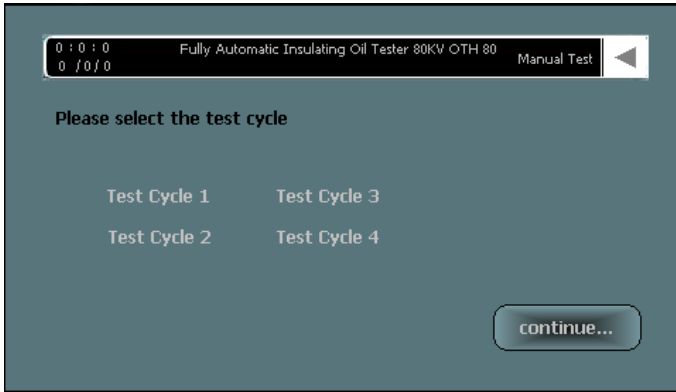 0 : 0 : 0
Fully Automatic Insulating Oil Tester 80KV OTH 80
Manual Test
0 /0/ 0
Please select the test cycle
Test Cycle 1
Test Cycle 3
Test Cycle 2
Test Cycle 4
continue...